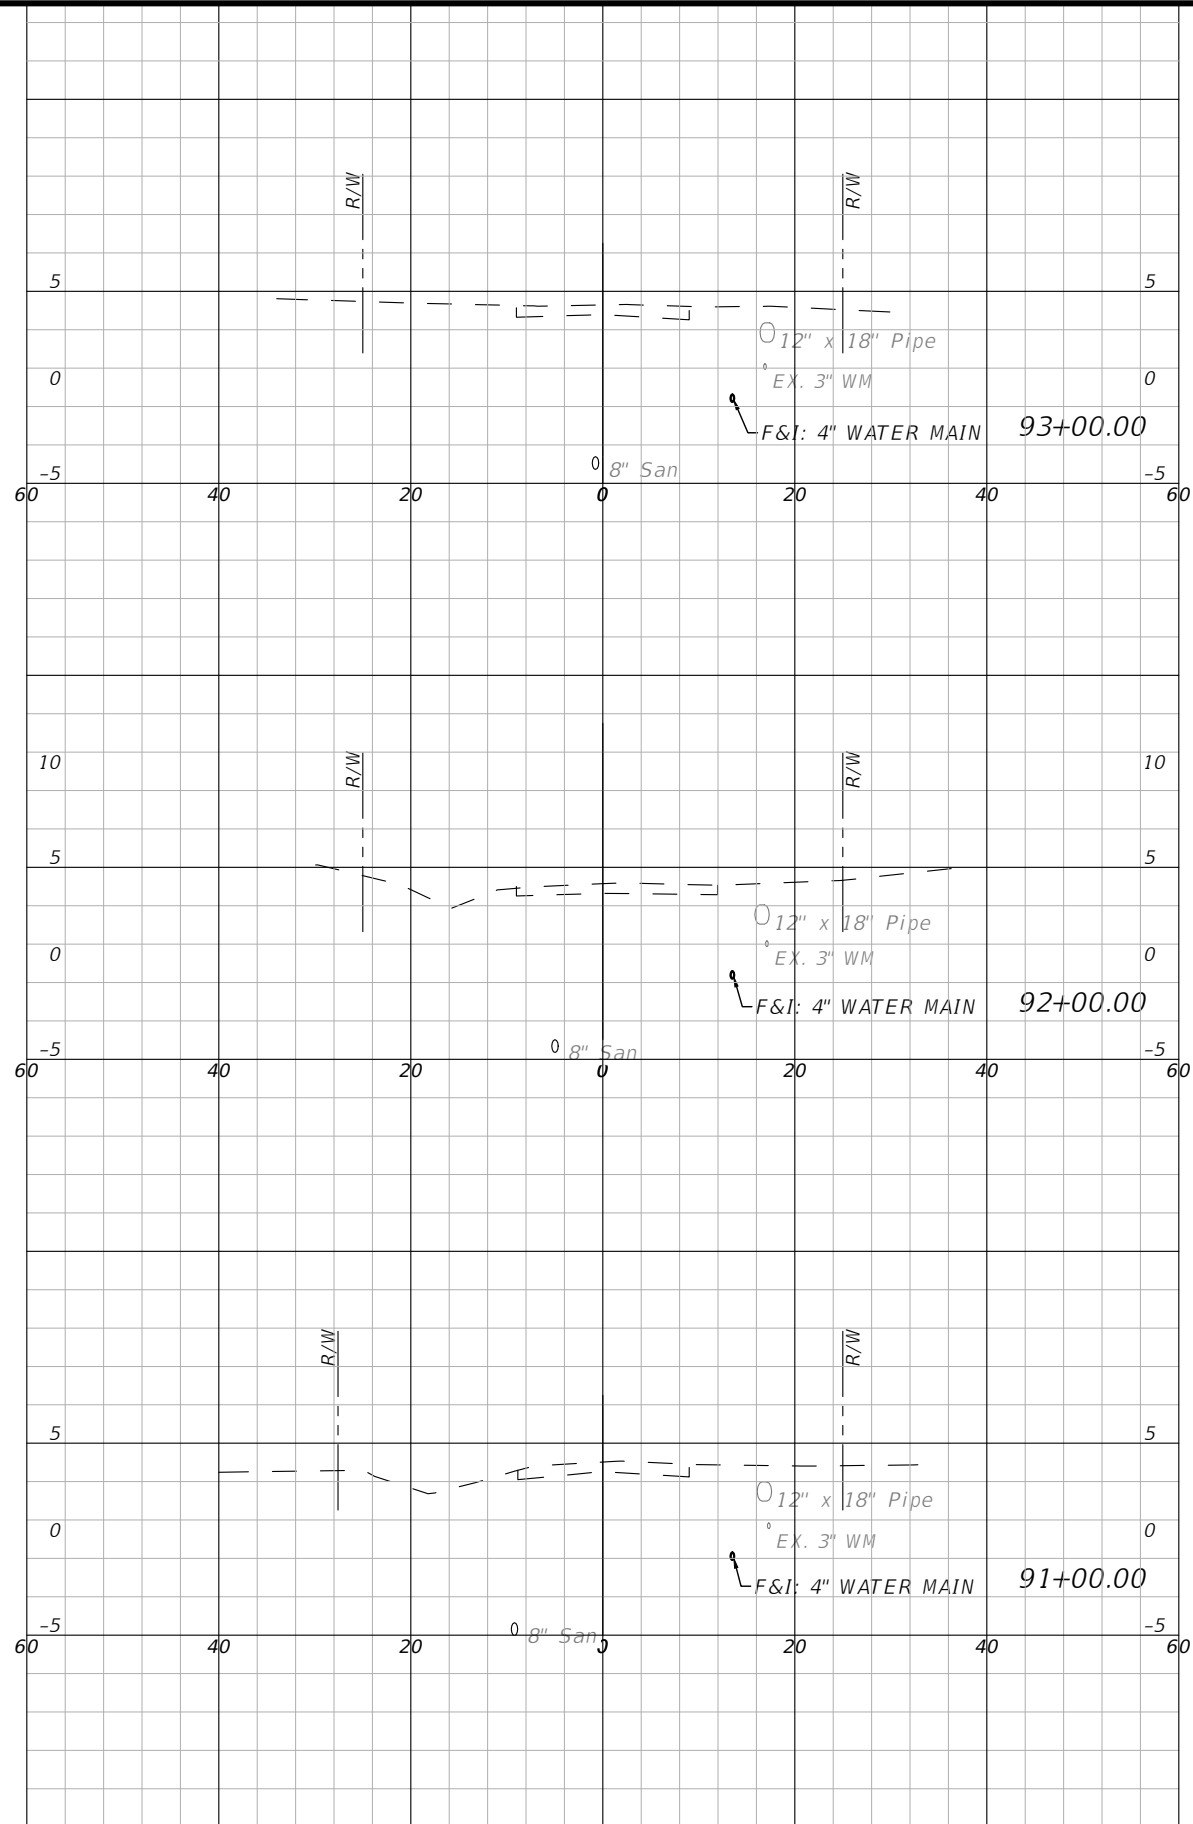 R/W R/W
5 5
12" x 18" Pipe
0 0
EX. 3" WM
F&I: 4" WATER MAIN 93+00.00
-5 8" San -5
60 40 20 0 20 40 60
R/W R/W
10 10
5 5
12" x 18" Pipe
0 0
EX. 3" WM
F&I: 4" WATER MAIN 92+00.00
-5 8" San -5
60 40 20 0 20 40 60
R/W R/W
5 5
12" x 18" Pipe
0 0
EX. 3" WM
F&I: 4" WATER MAIN 91+00.00
-5 8" San -5
60 40 20 0 20 40 60